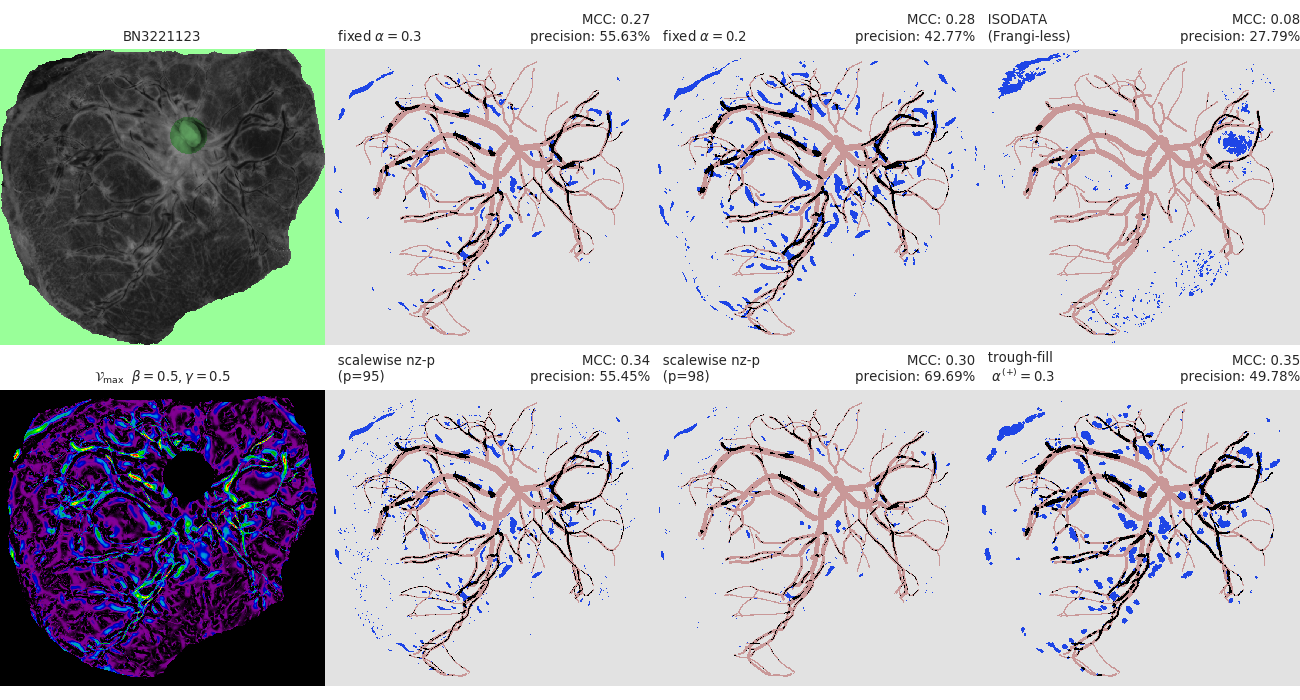 BN3221123
fixed α = 0.3
MCC: 0.27
precision: 55.63%
fixed α = 0.2
MCC: 0.28
precision: 42.77%
ISODATA
(Frangi-less)
MCC: 0.08
precision: 27.79%
𝒱max β = 0.5, γ = 0.5
scalewise nz-p
(p=95)
MCC: 0.34
precision: 55.45%
scalewise nz-p
(p=98)
MCC: 0.30
precision: 69.69%
trough-fill
α(+) = 0.3
MCC: 0.35
precision: 49.78%